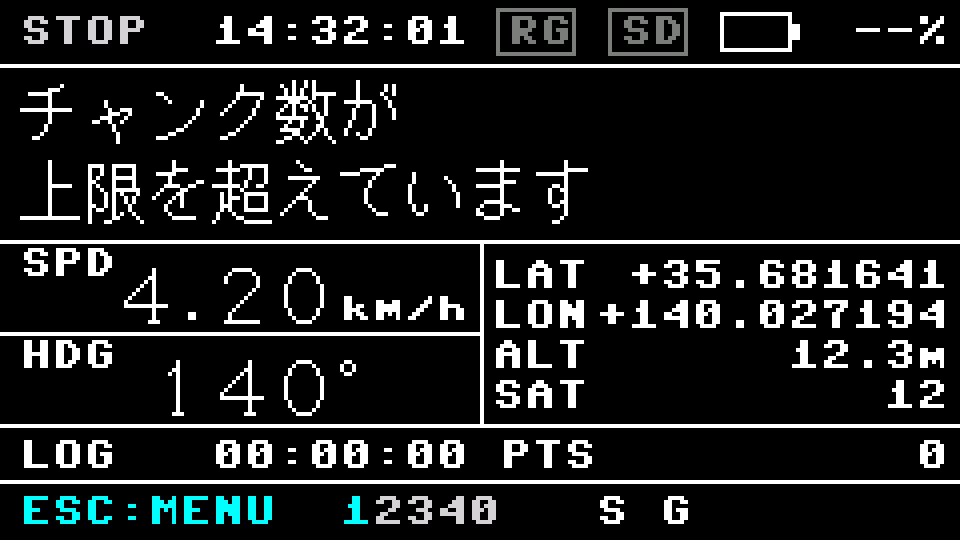 STOP 14:32:01 RG SD --%
チャンク数が
上限を超えています
SPD 4.20 km/h
HDG 140°
LAT +35.681641
LON +140.027194
ALT 12.3m
SAT 12
LOG 00:00:00 PTS 0
ESC:MENU 12340 S G